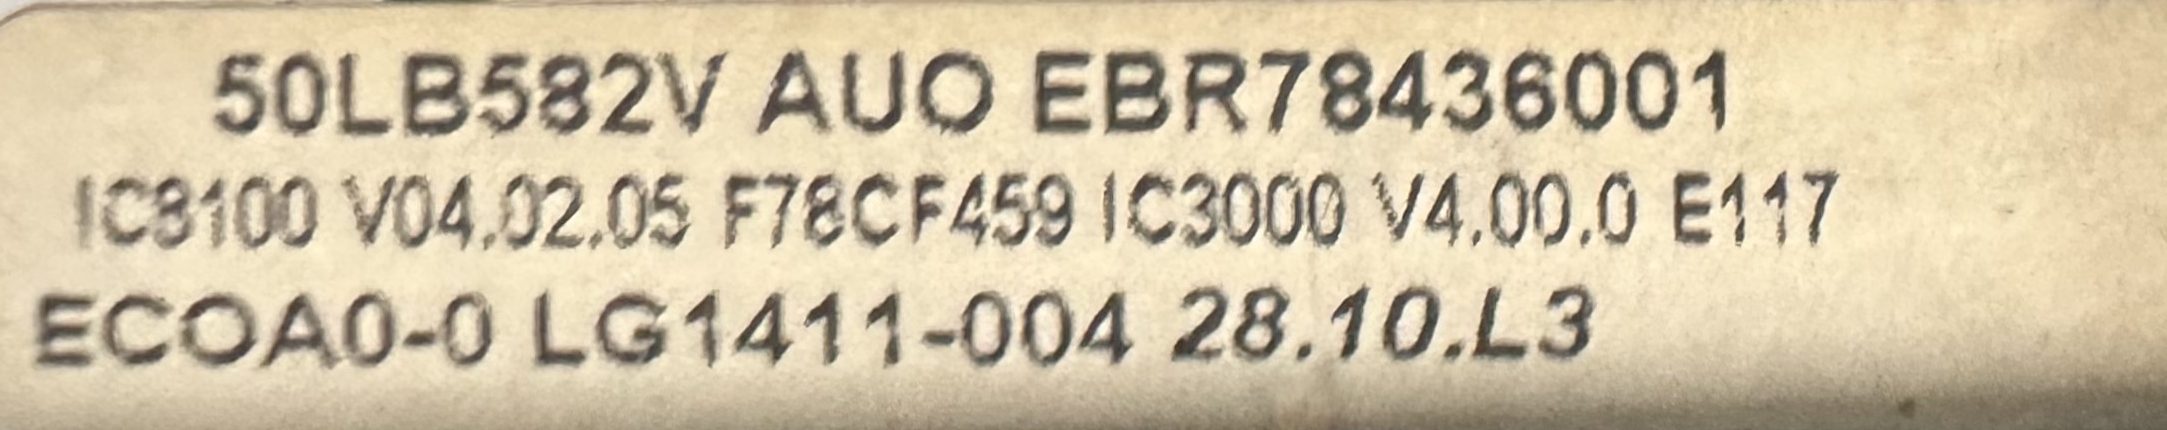 50LB582V AUO EBR78436001
IC8100 V04.02.05 F78CF459 IC3000 V4.00.0 E117
ECOA0-0 LG1411-004 28.10.L3